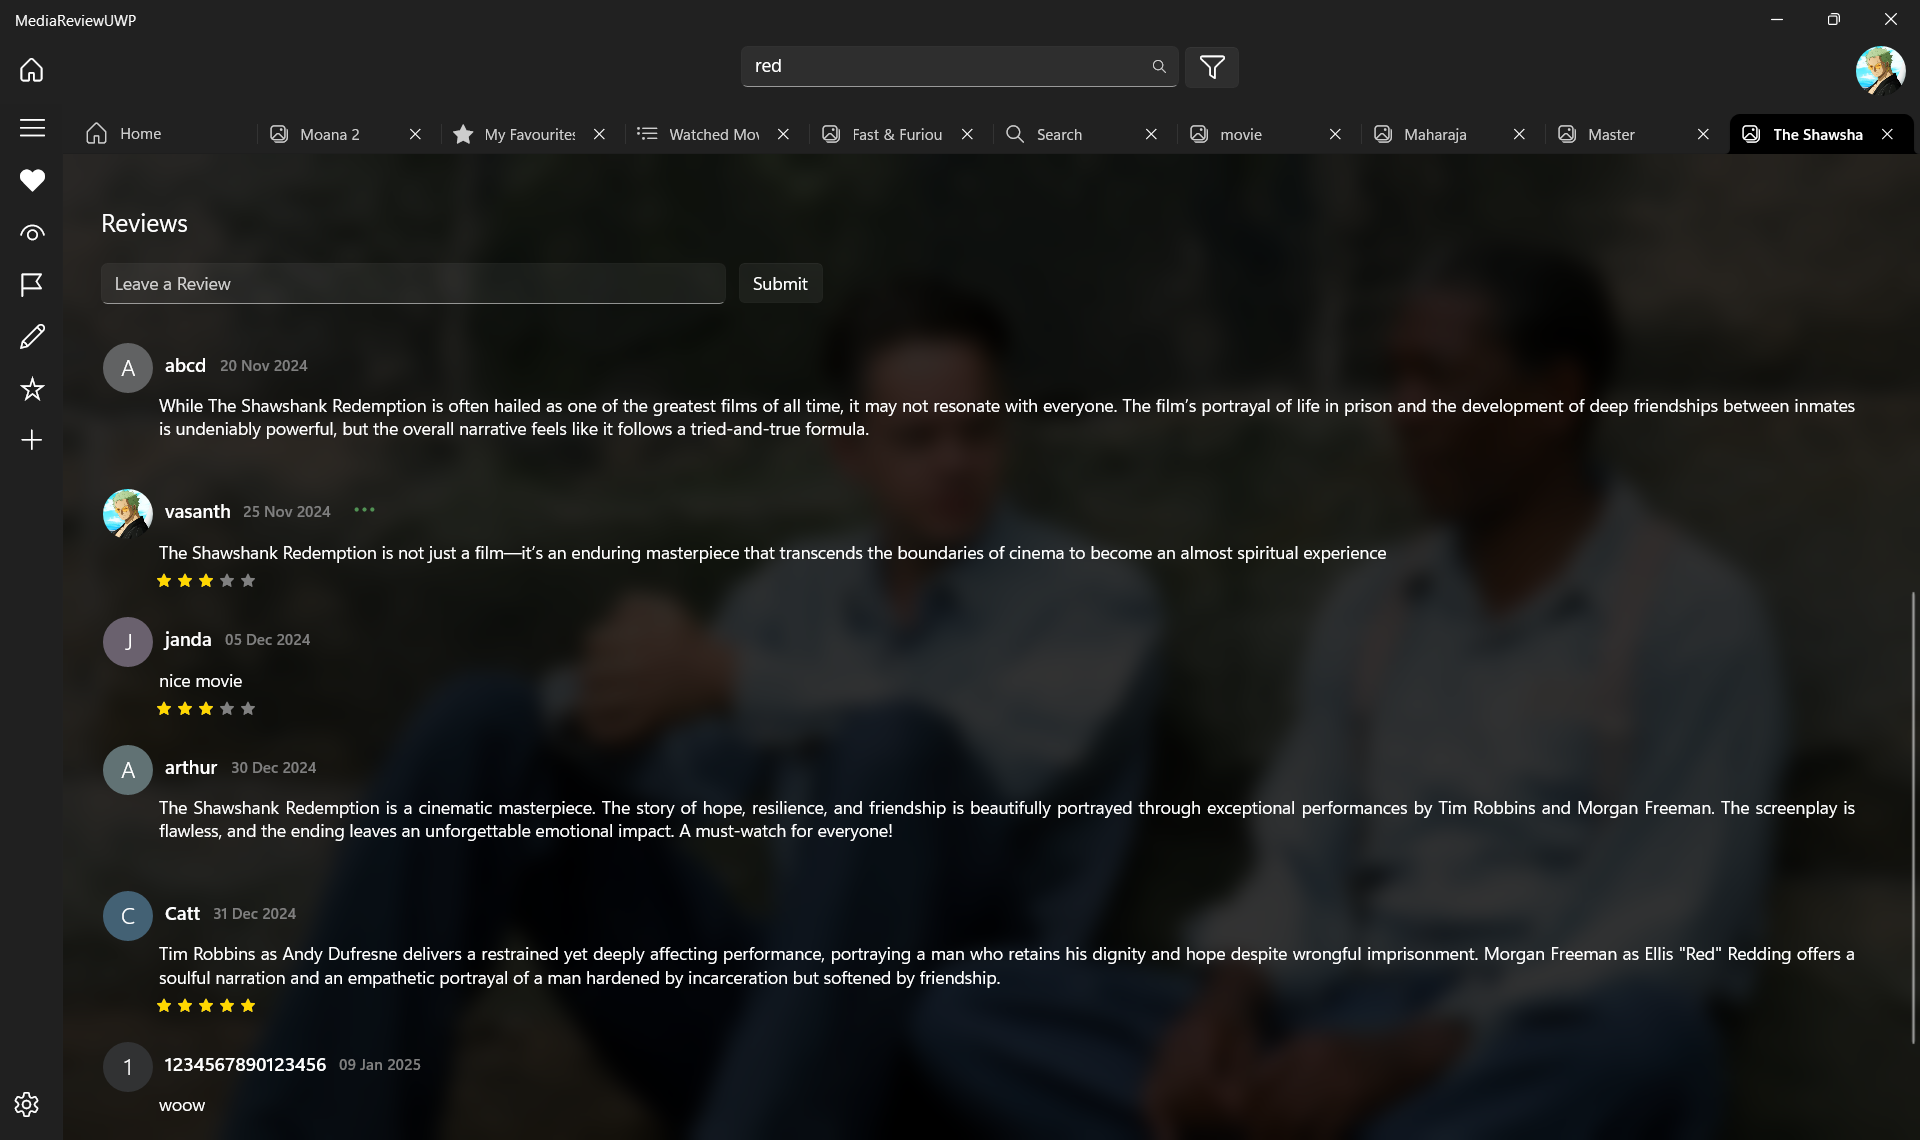 MediaReviewUWP
red
Home
Moana 2
My Favourites
Watched Mov
Fast & Furiou
Search
movie
Maharaja
Master
The Shawsha
Reviews
Leave a Review
Submit
A
abcd 20 Nov 2024
While The Shawshank Redemption is often hailed as one of the greatest films of all time, it may not resonate with everyone. The film’s portrayal of life in prison and the development of deep friendships between inmates
is undeniably powerful, but the overall narrative feels like it follows a tried-and-true formula.
vasanth 25 Nov 2024
The Shawshank Redemption is not just a film—it’s an enduring masterpiece that transcends the boundaries of cinema to become an almost spiritual experience
J
janda 05 Dec 2024
nice movie
A
arthur 30 Dec 2024
The Shawshank Redemption is a cinematic masterpiece. The story of hope, resilience, and friendship is beautifully portrayed through exceptional performances by Tim Robbins and Morgan Freeman. The screenplay is
flawless, and the ending leaves an unforgettable emotional impact. A must-watch for everyone!
C
Catt 31 Dec 2024
Tim Robbins as Andy Dufresne delivers a restrained yet deeply affecting performance, portraying a man who retains his dignity and hope despite wrongful imprisonment. Morgan Freeman as Ellis "Red" Redding offers a
soulful narration and an empathetic portrayal of a man hardened by incarceration but softened by friendship.
1
1234567890123456 09 Jan 2025
woow